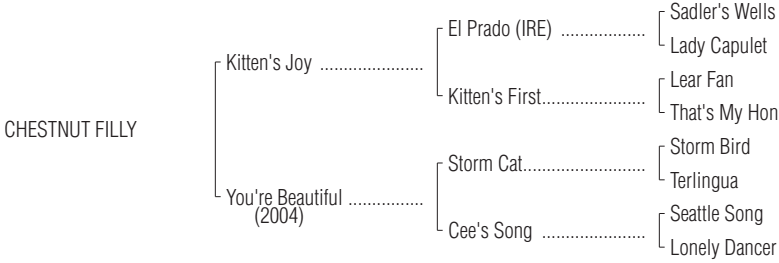 Sadler's Wells
El Prado (IRE) ...................
Lady Capulet
Kitten's Joy ......................
Lear Fan
Kitten's First......................
That's My Hon
CHESTNUT FILLY
Storm Bird
Storm Cat..........................
Terlingua
You're Beautiful ................
(2004)
Seattle Song
Cee's Song ......................
Lonely Dancer